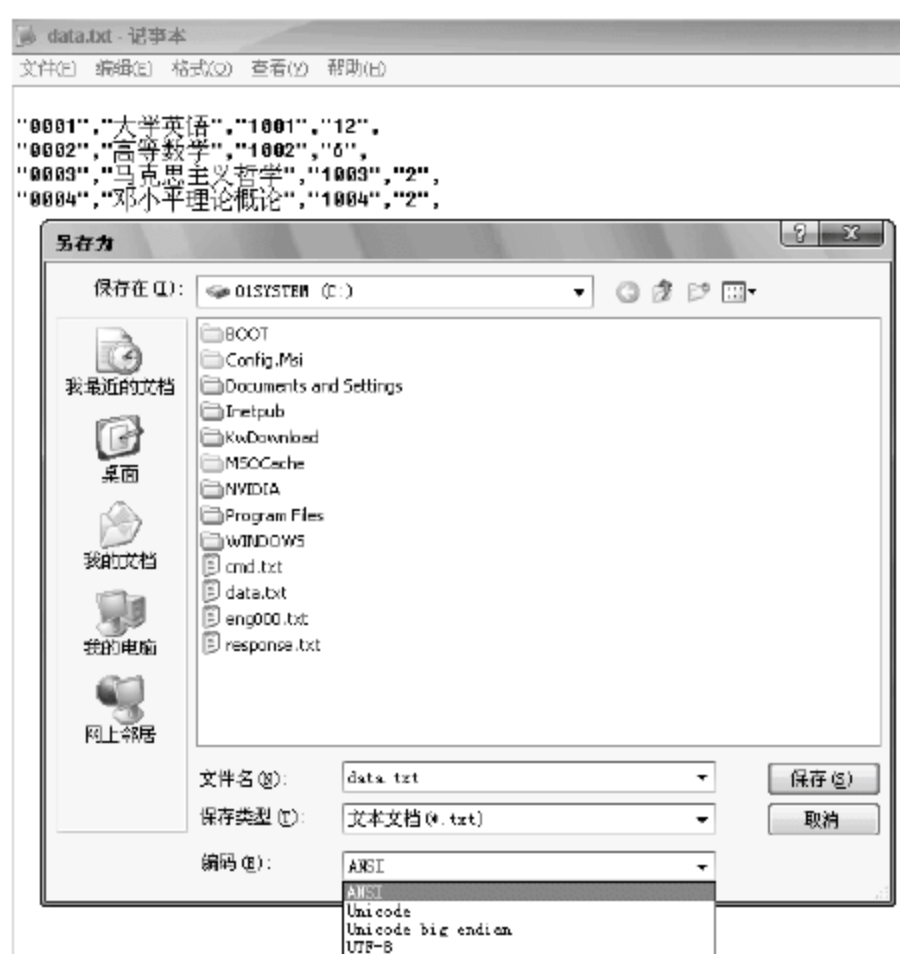 data.txt - 记事本
文件(F) 编辑(E) 格式(O) 查看(V) 帮助(H)
"0001","大学英语","1001","12",
"0002","高等数学","1002","6",
"0003","马克思主义哲学","1003","2",
"0004","邓小平理论概论","1004","2",
另存为
保存在(I): 01SYSTEM (C:)
我最近的文档
桌面
我的文档
我的电脑
网上邻居
BOOT
Config.Msi
Documents and Settings
Inetpub
KwDownload
MSOCache
NVIDIA
Program Files
WINDOWS
cmd.txt
data.txt
eng000.txt
response.txt
文件名(N): data.txt 保存(S)
保存类型(T): 文本文档(*.txt) 取消
编码(E): ANSI
ANSI
Unicode
Unicode big endian
UTF-8